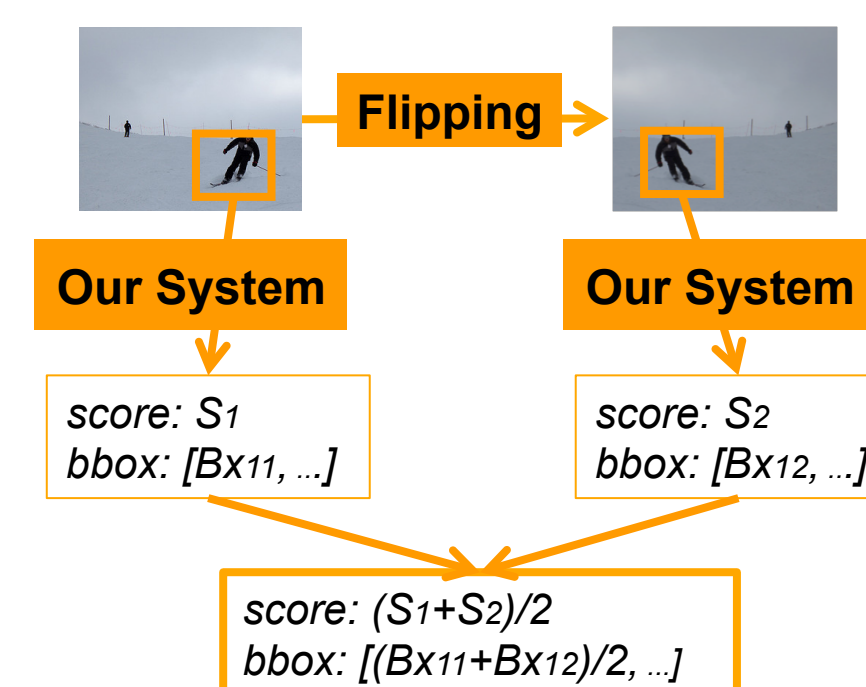 Flipping
Our System
Our System
score: S1
bbox: [Bx11, ...]
score: S2
bbox: [Bx12, ...]
score: (S1+S2)/2
bbox: [(Bx11+Bx12)/2, ...]